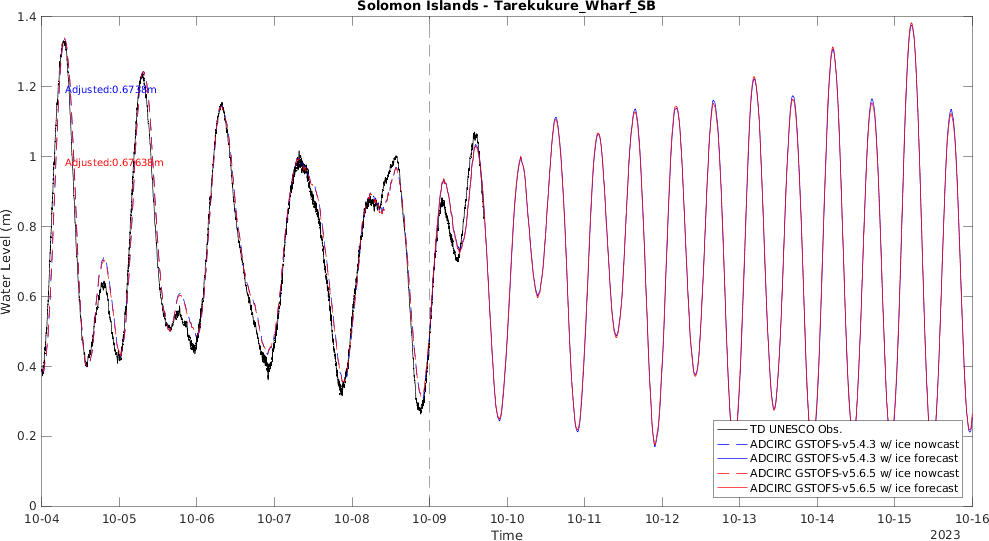 Solomon Islands - Tarekukure_Wharf_SB
1.4
1.2
1
0.8
0.6
0.4
0.2
0
Water Level (m)
Adjusted:0.6738m
Adjusted:0.67638m
TD UNESCO Obs.
ADCIRC GSTOFS-v5.4.3 w/ ice nowcast
ADCIRC GSTOFS-v5.4.3 w/ ice forecast
ADCIRC GSTOFS-v5.6.5 w/ ice nowcast
ADCIRC GSTOFS-v5.6.5 w/ ice forecast
10-04 10-05 10-06 10-07 10-08 10-09 10-10 10-11 10-12 10-13 10-14 10-15 10-16
Time
2023